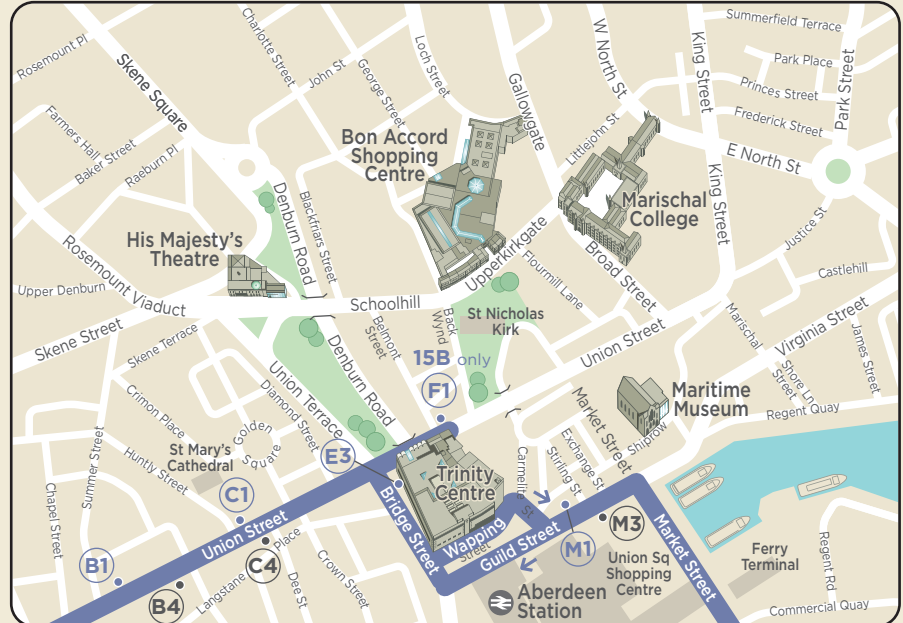 Rosemount Pl
Skene Square
Charlotte Street
John St
George Street
Loch Street
Gallowgate
W North St
King Street
Summerfield Terrace
Park Place
Princes Street
Frederick Street
Park Street
E North St
Farmers Hall
Baker Street
Raeburn Pl
Bon Accord
Shopping
Centre
Littlejohn St
Marischal
College
King Street
Justice St
Castlehill
Denburn Road
Blackfriars Street
His Majesty's
Theatre
Rosemount Viaduct
Upper Denburn
Skene Street
Schoolhill
Upperkirkgate
Flourmill Lane
Broad Street
St Nicholas
Kirk
Back
Wynd
Belmont
Street
Denburn Road
Union Street
Marischal
Street
Shore Ln
Virginia Street
James Street
Regent Quay
Skene Terrace
Union Terrace
Diamond Street
Crimon Place
Golden
Square
Huntly Street
St Mary's
Cathedral
Summer Street
Chapel Street
15B only
F1
E3
C1
B1
B4
C4
Union Street
Langstane Place
Dee St
Crown Street
Bridge Street
Trinity
Centre
Wapping
Street
Carmelite St
Guild Street
Stirling St
Exchange St
Market Street
Shiprow
Maritime
Museum
M1
M3
Union Sq
Shopping
Centre
Market Street
Aberdeen
Station
Ferry
Terminal
Regent Rd
Commercial Quay